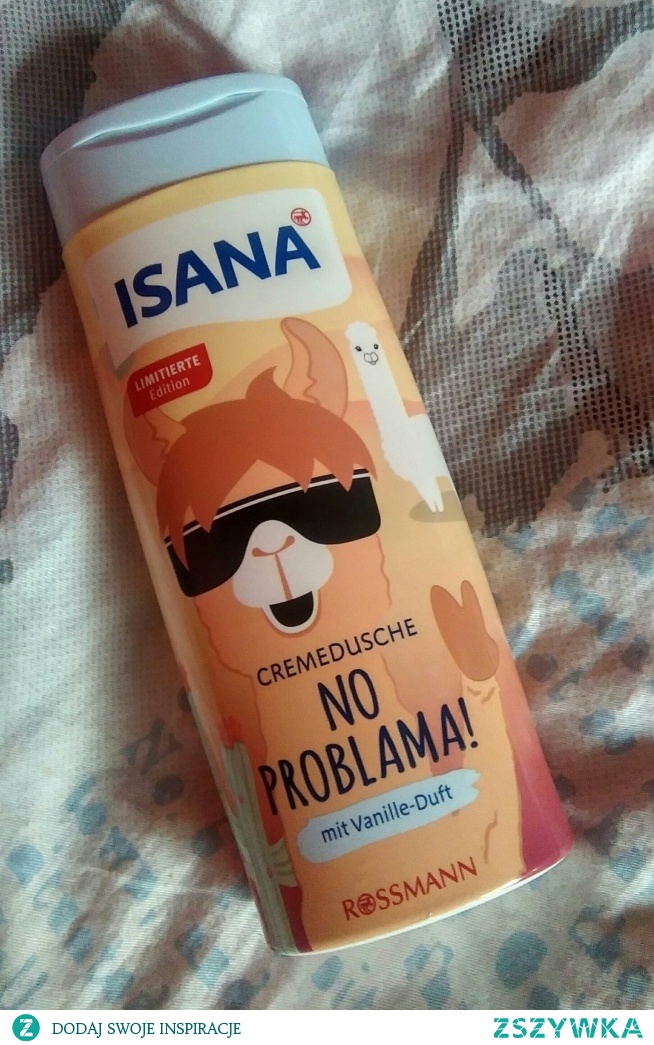 ISANA
LIMITIERTE
Edition
CREMEDUSCHE
NO
PROBLAMA!
mit Vanille-Duft
ROSSMANN
Z DODAJ SWOJE INSPIRACJE
ZSZYWKA